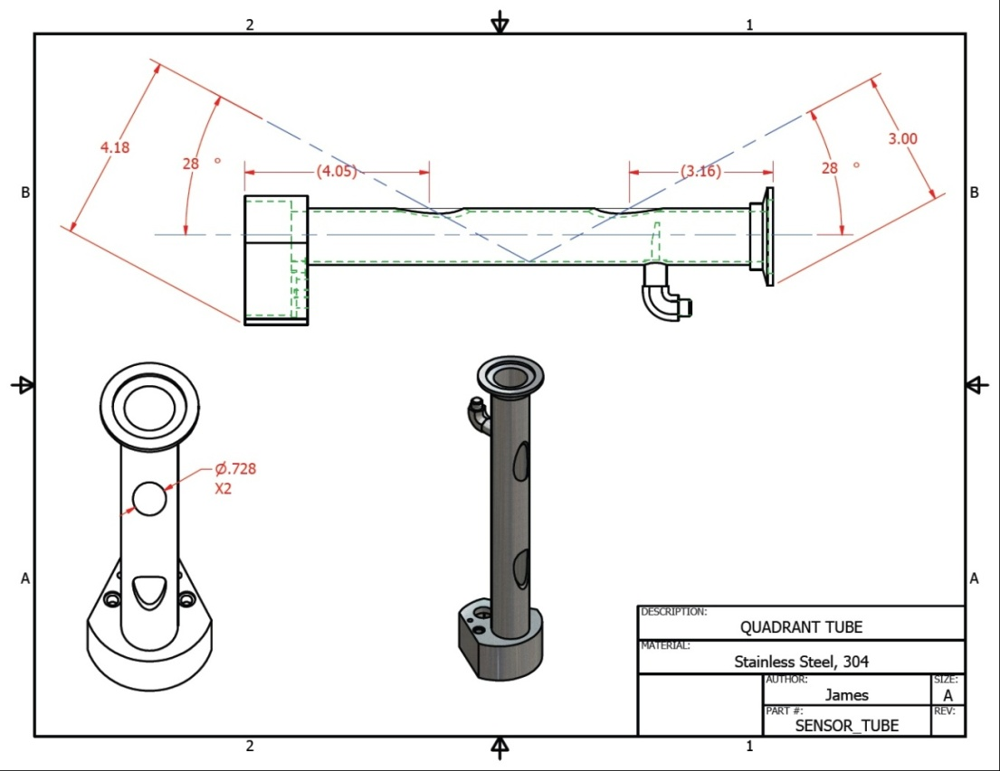 2
1
4.18
28 °
(4.05)
(3.16)
28 °
3.00
B
B
Ø.728
X2
A
A
DESCRIPTION:
QUADRANT TUBE
MATERIAL:
Stainless Steel, 304
AUTHOR:
James
SIZE:
A
PART #:
SENSOR_TUBE
REV:
2
1